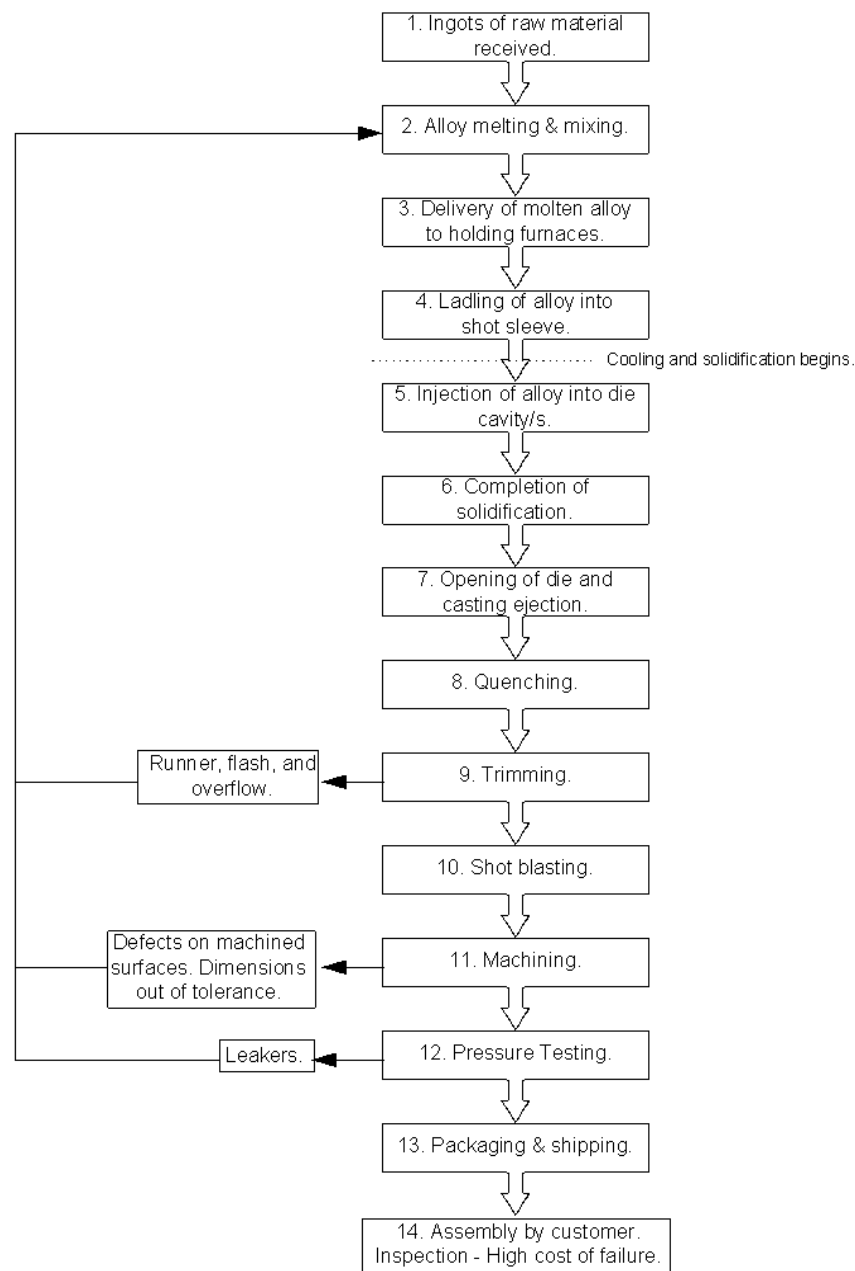 1. Ingots of raw material
received.
2. Alloy melting & mixing.
3. Delivery of molten alloy
to holding furnaces.
4. Ladling of alloy into
shot sleeve.
Cooling and solidification begins.
5. Injection of alloy into die
cavity/s.
6. Completion of
solidification.
7. Opening of die and
casting ejection.
8. Quenching.
Runner, flash, and
overflow.
9. Trimming.
10. Shot blasting.
Defects on machined
surfaces. Dimensions
out of tolerance.
11. Machining.
Leakers.
12. Pressure Testing.
13. Packaging & shipping.
14. Assembly by customer.
Inspection - High cost of failure.